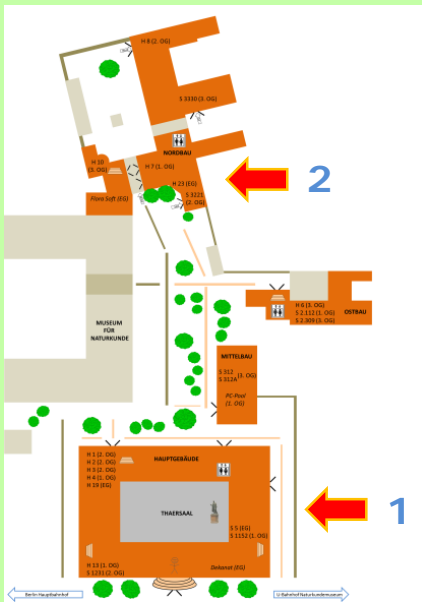 H 8 (2. OG)
S 3330 (3. OG)
NORDBAU
H 10
(3. OG)
H 7 (1. OG)
Flora Soft (EG)
H 23 (EG)
S 3221
(2. OG)
2
H 6 (3. OG)
S 2.112 (1. OG)
S 2.309 (3. OG)
OSTBAU
MUSEUM
FÜR
NATURKUNDE
MITTELBAU
S 312
S 312A
(3. OG)
PC-Pool
(1. OG)
HAUPTGEBÄUDE
H 1 (2. OG)
H 2 (2. OG)
H 3 (2. OG)
H 4 (1. OG)
H 19 (EG)
THAERSAAL
1
S 5 (EG)
S 1132 (1. OG)
H 13 (1. OG)
S 1231 (2. OG)
Dekanat (EG)
Berlin Hauptbahnhof
U-Bahnhof Naturkundemuseum